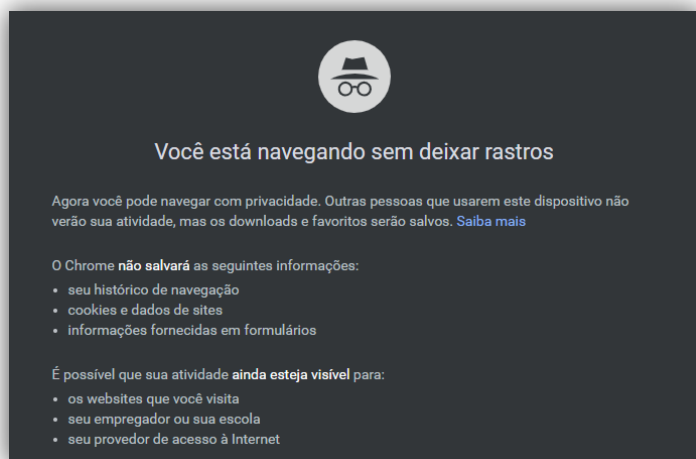 Você está navegando sem deixar rastros
Agora você pode navegar com privacidade. Outras pessoas que usarem este dispositivo não
verão sua atividade, mas os downloads e favoritos serão salvos. Saiba mais
O Chrome não salvará as seguintes informações:
• seu histórico de navegação
• cookies e dados de sites
• informações fornecidas em formulários
É possível que sua atividade ainda esteja visível para:
• os websites que você visita
• seu empregador ou sua escola
• seu provedor de acesso à Internet